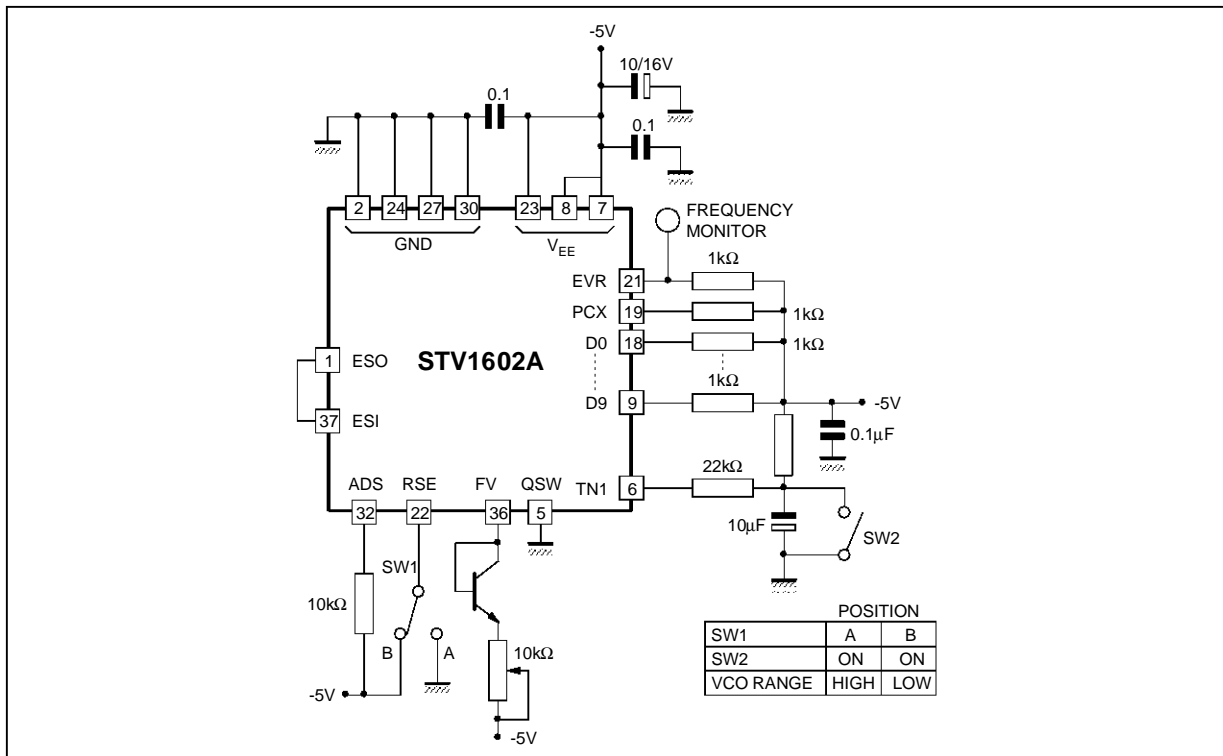 -5V
10/16V
0.1
0.1
2 24 27 30 23 8 7
GND
V_EE
FREQUENCY
MONITOR
1kΩ
EVR 21
PCX 19
1kΩ
D0 18
1kΩ
1kΩ
D9 9
-5V
0.1µF
STV1602A
1 ESO
37 ESI
22kΩ
TN1 6
10µF
SW2
ADS RSE FV QSW
32 22 36 5
SW1
10kΩ
B A
10kΩ
-5V
-5V
POSITION
SW1 A B
SW2 ON ON
VCO RANGE HIGH LOW